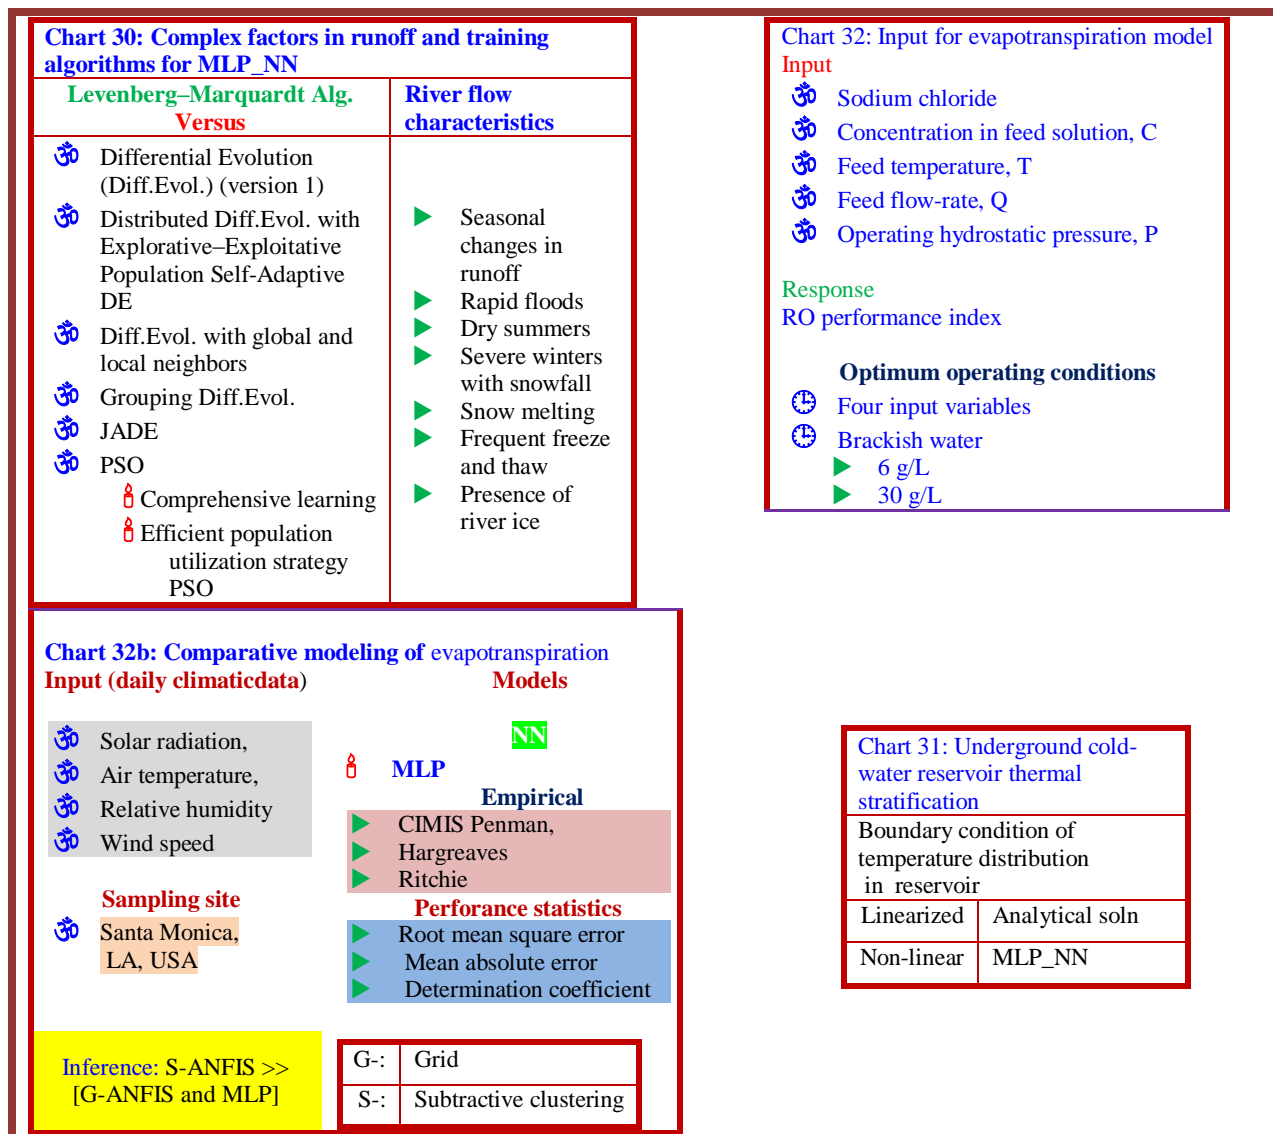 Chart 30: Complex factors in runoff and training
algorithms for MLP_NN
Levenberg–Marquardt Alg.
Versus
River flow
characteristics
ॐ Differential Evolution
(Diff.Evol.) (version 1)
ॐ Distributed Diff.Evol. with
Explorative–Exploitative
Population Self-Adaptive
DE
ॐ Diff.Evol. with global and
local neighbors
ॐ Grouping Diff.Evol.
ॐ JADE
ॐ PSO
Comprehensive learning
Efficient population
utilization strategy
PSO
Seasonal
changes in
runoff
Rapid floods
Dry summers
Severe winters
with snowfall
Snow melting
Frequent freeze
and thaw
Presence of
river ice
Chart 32: Input for evapotranspiration model
Input
ॐ Sodium chloride
ॐ Concentration in feed solution, C
ॐ Feed temperature, T
ॐ Feed flow-rate, Q
ॐ Operating hydrostatic pressure, P
Response
RO performance index
Optimum operating conditions
Four input variables
Brackish water
6 g/L
30 g/L
Chart 32b: Comparative modeling of evapotranspiration
Input (daily climaticdata)
ॐ Solar radiation,
ॐ Air temperature,
ॐ Relative humidity
ॐ Wind speed
Sampling site
ॐ Santa Monica,
LA, USA
Models
NN
MLP
Empirical
CIMIS Penman,
Hargreaves
Ritchie
Perforance statistics
Root mean square error
Mean absolute error
Determination coefficient
Inference: S-ANFIS >>
[G-ANFIS and MLP]
G-: Grid
S-: Subtractive clustering
Chart 31: Underground cold-
water reservoir thermal
stratification
Boundary condition of
temperature distribution
in reservoir
Linearized Analytical soln
Non-linear MLP_NN